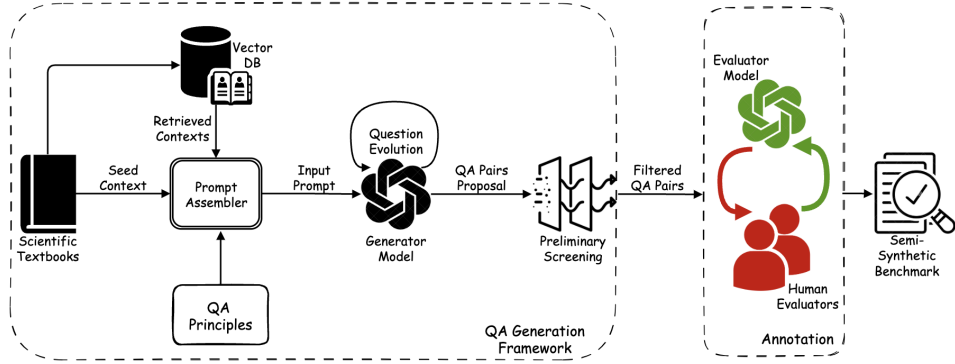 Vector
DB
Retrieved
Contexts
Scientific
Textbooks
Seed
Context
Prompt
Assembler
QA
Principles
Input
Prompt
Question
Evolution
Generator
Model
QA Pairs
Proposal
Preliminary
Screening
QA Generation
Framework
Filtered
QA Pairs
Evaluator
Model
Human
Evaluators
Annotation
Semi-
Synthetic
Benchmark